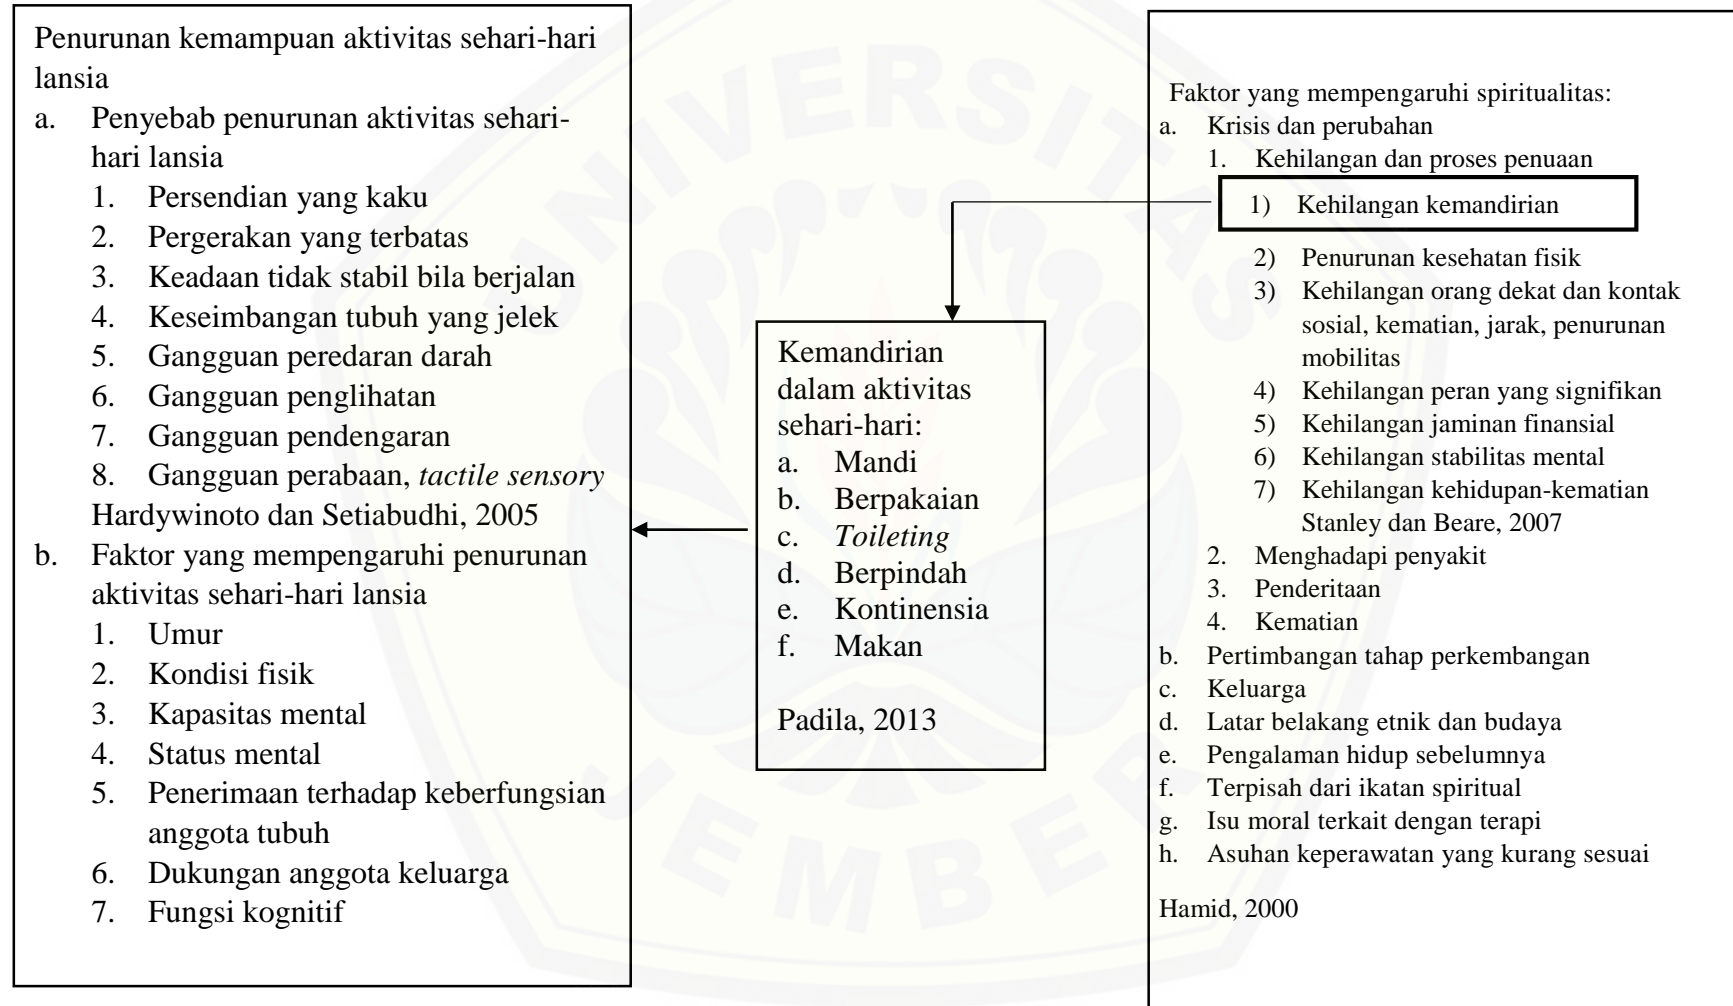 Penurunan kemampuan aktivitas sehari-hari
lansia
a. Penyebab penurunan aktivitas sehari-
hari lansia
1. Persendian yang kaku
2. Pergerakan yang terbatas
3. Keadaan tidak stabil bila berjalan
4. Keseimbangan tubuh yang jelek
5. Gangguan peredaran darah
6. Gangguan penglihatan
7. Gangguan pendengaran
8. Gangguan perabaan, tactile sensory
Hardywinoto dan Setiabudhi, 2005
b. Faktor yang mempengaruhi penurunan
aktivitas sehari-hari lansia
1. Umur
2. Kondisi fisik
3. Kapasitas mental
4. Status mental
5. Penerimaan terhadap keberfungsian
anggota tubuh
6. Dukungan anggota keluarga
7. Fungsi kognitif
Kemandirian
dalam aktivitas
sehari-hari:
a. Mandi
b. Berpakaian
c. Toileting
d. Berpindah
e. Kontinensia
f. Makan
Padila, 2013
Faktor yang mempengaruhi spiritualitas:
a. Krisis dan perubahan
1. Kehilangan dan proses penuaan
1) Kehilangan kemandirian
2) Penurunan kesehatan fisik
3) Kehilangan orang dekat dan kontak
sosial, kematian, jarak, penurunan
mobilitas
4) Kehilangan peran yang signifikan
5) Kehilangan jaminan finansial
6) Kehilangan stabilitas mental
7) Kehilangan kehidupan-kematian
Stanley dan Beare, 2007
2. Menghadapi penyakit
3. Penderitaan
4. Kematian
b. Pertimbangan tahap perkembangan
c. Keluarga
d. Latar belakang etnik dan budaya
e. Pengalaman hidup sebelumnya
f. Terpisah dari ikatan spiritual
g. Isu moral terkait dengan terapi
h. Asuhan keperawatan yang kurang sesuai
Hamid, 2000
UNIVERSITAS
JEMBER